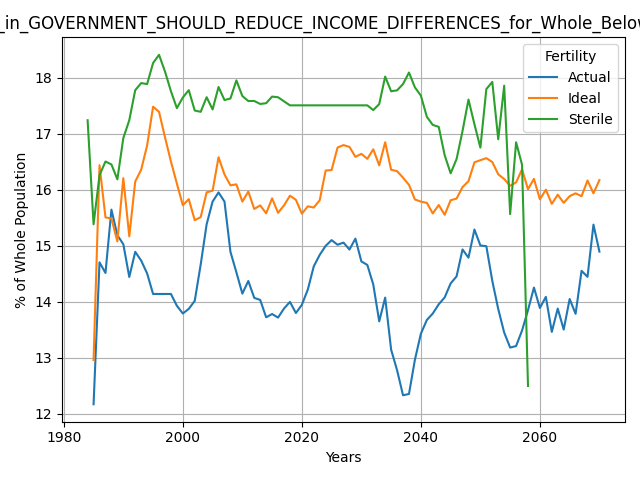 _in_GOVERNMENT_SHOULD_REDUCE_INCOME_DIFFERENCES_for_Whole_Below
Fertility
Actual
Ideal
Sterile
% of Whole Population
18
17
16
15
14
13
12
1980
2000
2020
2040
2060
Years